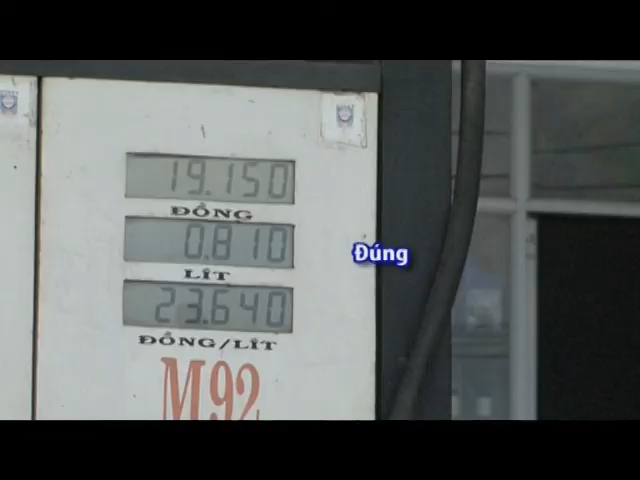 19.150
ĐỒNG
0.810
LÍT
Đúng
23.640
ĐỒNG/LÍT
M92